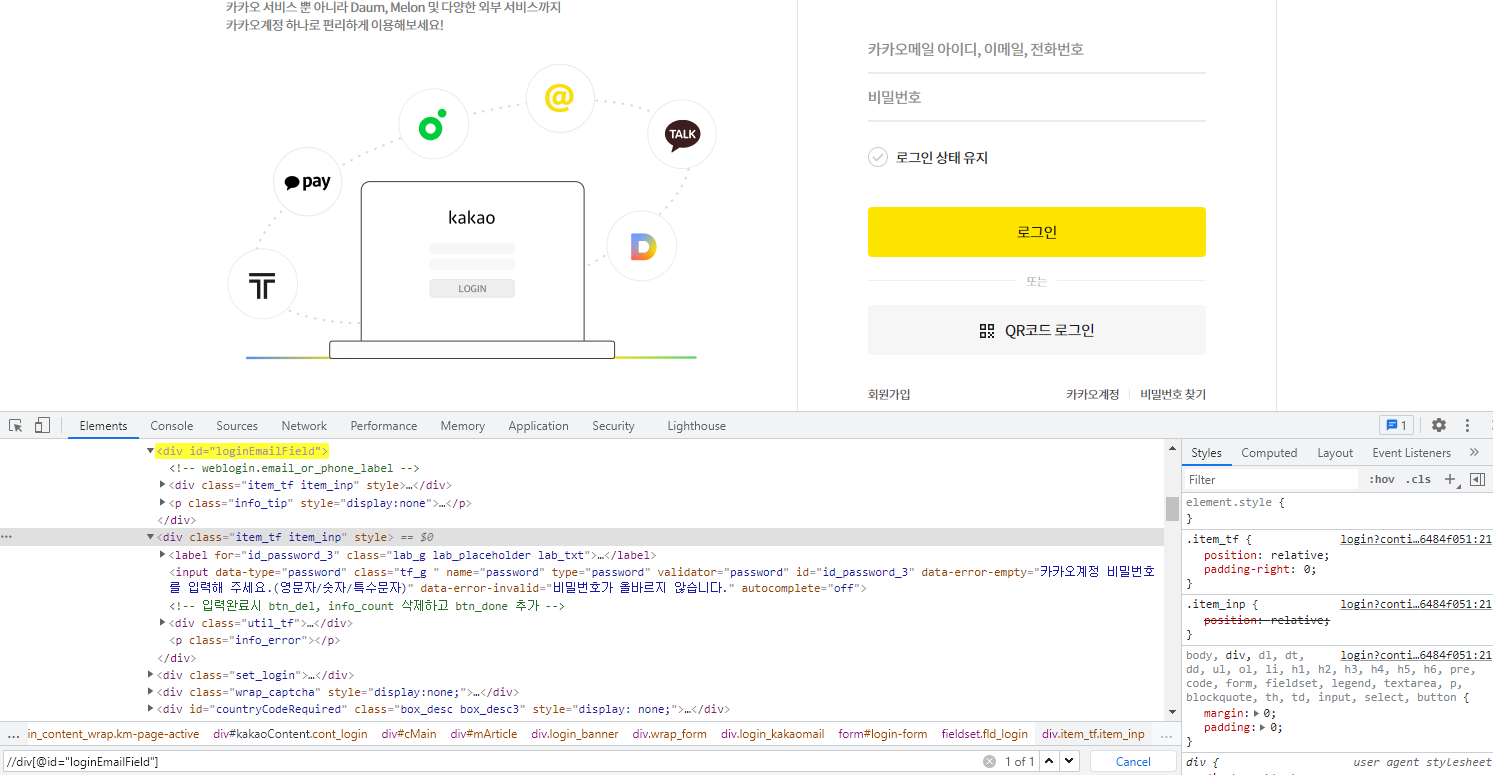 카카오 서비스 뿐 아니라 Daum, Melon 및 다양한 외부 서비스까지
카카오계정 하나로 편리하게 이용해보세요!
@
TALK
pay
kakao
LOGIN
카카오메일 아이디, 이메일, 전화번호
비밀번호
로그인 상태 유지
로그인
또는
QR코드 로그인
회원가입
카카오계정
비밀번호 찾기
Elements Console Sources Network Performance Memory Application Security Lighthouse 1
<div id="loginEmailField">
<!-- weblogin.email_or_phone_label -->
<div class="item_tf item_inp" style>…</div>
<p class="info_tip" style="display:none">…</p>
</div>
<div class="item_tf item_inp" style> == $0
<label for="id_password_3" class="lab_g lab_placeholder lab_txt">…</label>
<input data-type="password" class="tf_g " name="password" type="password" validator="password" id="id_password_3" data-error-empty="카카오계정 비밀번호
를 입력해 주세요.(영문자/숫자/특수문자)" data-error-invalid="비밀번호가 올바르지 않습니다." autocomplete="off">
<!-- 입력완료시 btn_del, info_count 삭제하고 btn_done 추가 -->
<div class="util_tf">…</div>
<p class="info_error"></p>
</div>
<div class="set_login">…</div>
<div class="wrap_captcha" style="display:none;">…</div>
<div id="countryCodeRequired" class="box_desc box_desc3" style="display: none;">…</div>
... in_content_wrap.km-page-active div#kakaoContent.cont_login div#cMain div#mArticle div.login_banner div.wrap_form div.login_kakaomail form#login-form fieldset.fld_login div.item_tf.item_inp ...
//div[@id="loginEmailField"]
1 of 1
Cancel
Styles Computed Layout Event Listeners »
Filter
:hov .cls +
element.style {
}
.item_tf { login?conti…6484f051:21
position: relative;
padding-right: 0;
}
.item_inp { login?conti…6484f051:21
position: relative;
}
body, div, dl, dt, login?conti…6484f051:21
dd, ul, ol, li, h1, h2, h3, h4, h5, h6, pre,
code, form, fieldset, legend, textarea, p,
blockquote, th, td, input, select, button {
margin: 0;
padding: 0;
}
div { user agent stylesheet